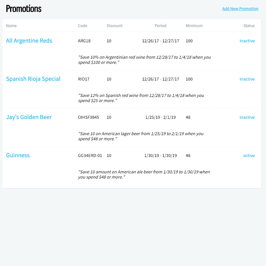 Promotions
Add New Promotion
Name Code Discount Period Minimum Status
All Argentine Reds ARG18 10 12/26/17 - 12/27/17 100 inactive
"Save 10% on Argentinian red wine from 12/28/17 to 1/4/18 when you
spend $100 or more."
Spanish Rioja Special RIO17 10 12/26/17 - 12/27/17 100 inactive
"Save 12% on Spanish red wine from 12/28/17 to 1/4/18 when you
spend $25 or more."
Jay's Golden Beer 10 1/25/19 - 2/1/19 48 inactive
"Save 10 on American lager beer from 1/25/19 to 2/1/19 when you
spend $48 or more."
Guinness 10 1/30/19 - 1/30/19 48 active
"Save 10 amount on American ale beer from 1/30/19 to 1/30/19 when
you spend $48 or more."